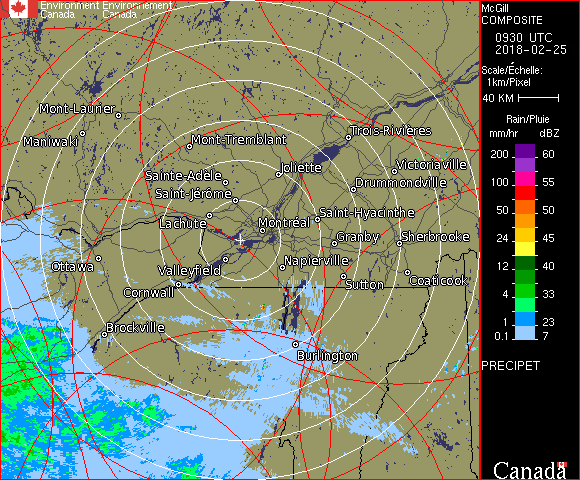 Environment Environnement
Canada Canada
McGill
COMPOSITE
0930 UTC
2018-02-25
Scale/Échelle:
1km/Pixel
40 KM
Rain/Pluie
mm/hr dBZ
200 60
100 55
50 50
24 45
12 40
4 33
1 23
0.1 7
PRECIPET
Mont-Laurier
Maniwaki
Mont-Tremblant
Trois-Rivières
Sainte-Adèle
Joliette
Victoriaville
Saint-Jérôme
Drummondville
Lachute
Montréal
Saint-Hyacinthe
Granby
Sherbrooke
Ottawa
Valleyfield
Napierville
Cornwall
Sutton
Coaticook
Brockville
Burlington
Canada